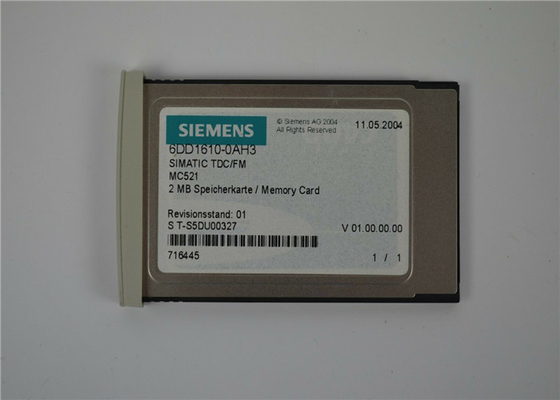 SIEMENS
© Siemens AG 2004
All Rights Reserved
11.05.2004
6DD1610-0AH3
SIMATIC TDC/FM
MC521
2 MB Speicherkarte / Memory Card
Revisionsstand: 01
S T-S5DU00327
V 01.00.00.00
716445
1 / 1